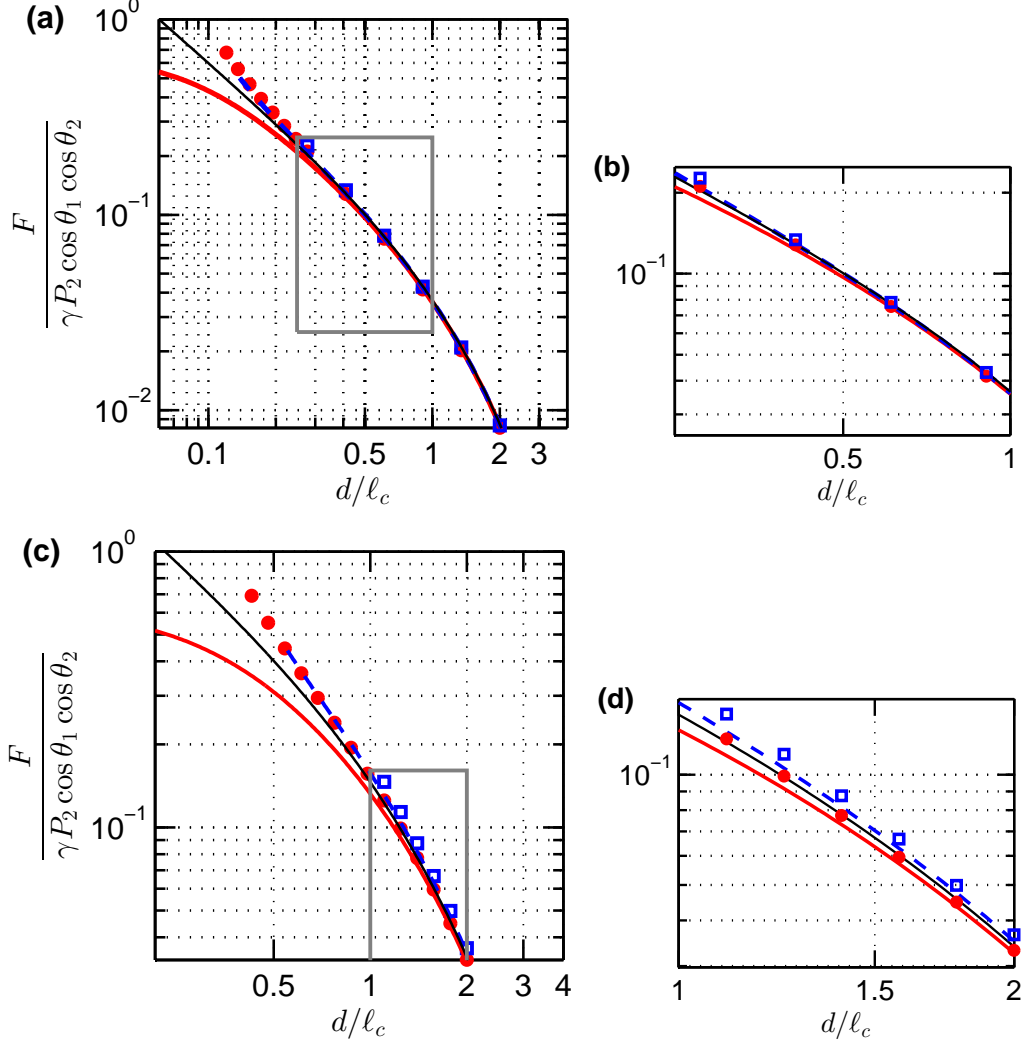 (a)
10^0
10^{-1}
10^{-2}
F
γP_2 cos θ_1 cos θ_2
0.1 0.5 1 2 3
d/ℓ_c
(b)
10^{-1}
0.5 1
d/ℓ_c
(c)
10^0
10^{-1}
F
γP_2 cos θ_1 cos θ_2
0.5 1 2 3 4
d/ℓ_c
(d)
10^{-1}
1 1.5 2
d/ℓ_c